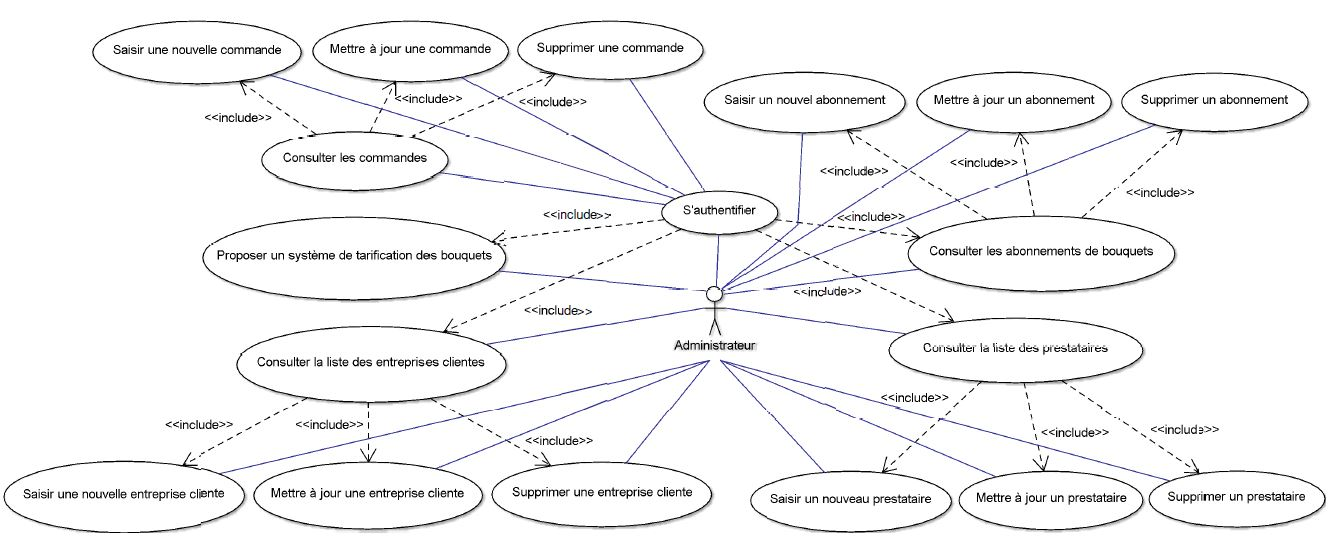 Saisir une nouvelle commande
Mettre à jour une commande
Supprimer une commande
<<include>>
<<include>>
<<include>>
Consulter les commandes
Saisir un nouvel abonnement
Mettre à jour un abonnement
Supprimer un abonnement
<<include>>
<<include>>
<<include>>
S'authentifier
<<include>>
<<include>>
Proposer un système de tarification des bouquets
Consulter les abonnements de bouquets
<<include>>
<<include>>
Administrateur
Consulter la liste des entreprises clientes
Consulter la liste des prestataires
<<include>>
<<include>>
<<include>>
<<include>>
<<include>>
<<include>>
Saisir une nouvelle entreprise cliente
Mettre à jour une entreprise cliente
Supprimer une entreprise cliente
Saisir un nouveau prestataire
Mettre à jour un prestataire
Supprimer un prestataire